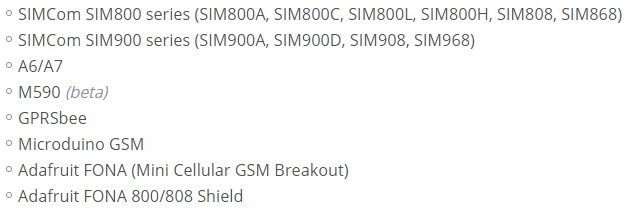 SIMCom SIM800 series (SIM800A, SIM800C, SIM800L, SIM800H, SIM808, SIM868)
SIMCom SIM900 series (SIM900A, SIM900D, SIM908, SIM968)
A6/A7
M590 (beta)
GPRSbee
Microduino GSM
Adafruit FONA (Mini Cellular GSM Breakout)
Adafruit FONA 800/808 Shield